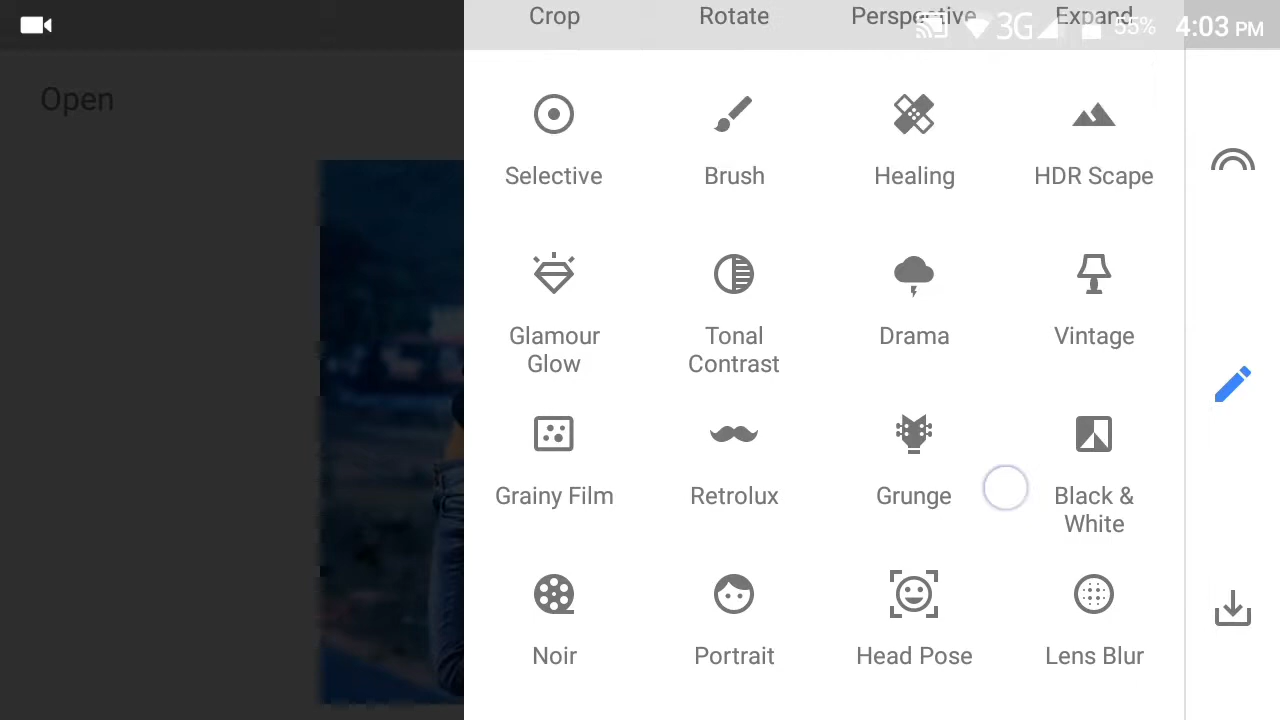 Crop Rotate Perspective Expand
3G 55% 4:03 PM
Open
Selective Brush Healing HDR Scape
Glamour Glow Tonal Contrast Drama Vintage
Grainy Film Retrolux Grunge Black & White
Noir Portrait Head Pose Lens Blur